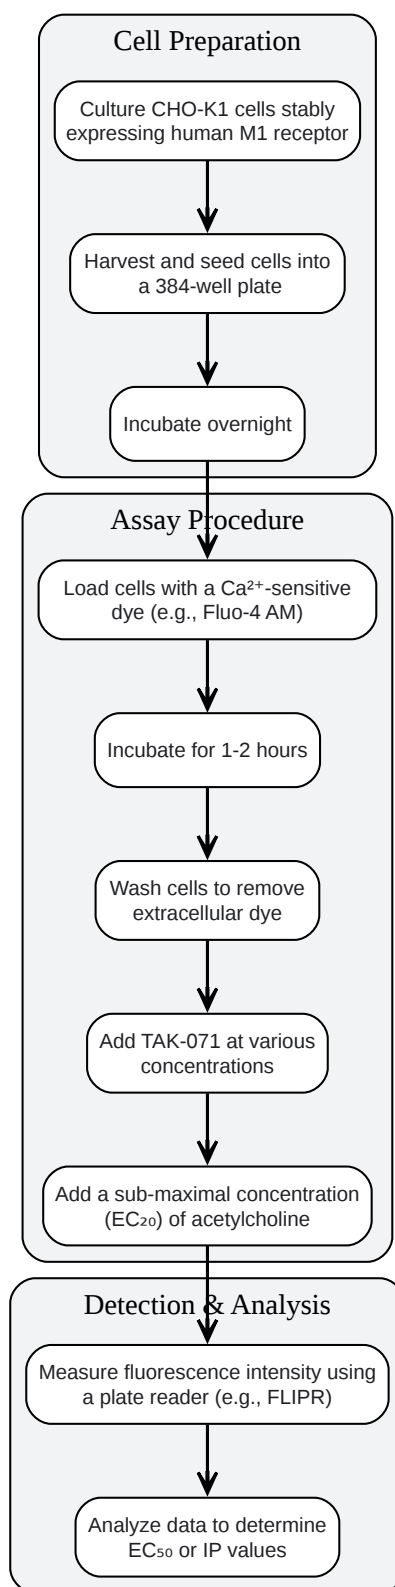 Cell Preparation
Culture CHO-K1 cells stably
expressing human M1 receptor
Harvest and seed cells into
a 384-well plate
Incubate overnight
Assay Procedure
Load cells with a Ca²⁺-sensitive
dye (e.g., Fluo-4 AM)
Incubate for 1-2 hours
Wash cells to remove
extracellular dye
Add TAK-071 at various
concentrations
Add a sub-maximal concentration
(EC₂₀) of acetylcholine
Detection & Analysis
Measure fluorescence intensity using
a plate reader (e.g., FLIPR)
Analyze data to determine
EC₅₀ or IP values